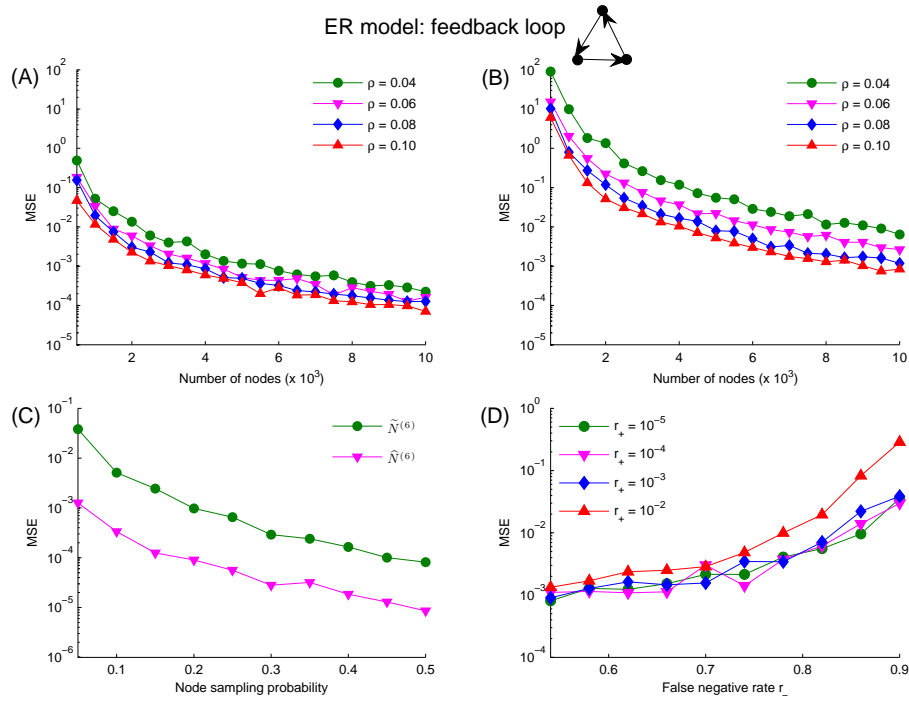 ER model: feedback loop
(A)
10^2
10^1
10^0
10^-1
10^-2
10^-3
10^-4
10^-5
MSE
2
4
6
8
10
Number of nodes (x 10^3)
ρ = 0.04
ρ = 0.06
ρ = 0.08
ρ = 0.10
(B)
10^2
10^1
10^0
10^-1
10^-2
10^-3
10^-4
10^-5
MSE
2
4
6
8
10
Number of nodes (x 10^3)
ρ = 0.04
ρ = 0.06
ρ = 0.08
ρ = 0.10
(C)
10^-1
10^-2
10^-3
10^-4
10^-5
10^-6
MSE
0.1
0.2
0.3
0.4
0.5
Node sampling probability
Ñ^(6)
N̂^(6)
(D)
10^0
10^-1
10^-2
10^-3
10^-4
MSE
0.6
0.7
0.8
0.9
False negative rate r_-
r_+ = 10^-5
r_+ = 10^-4
r_+ = 10^-3
r_+ = 10^-2